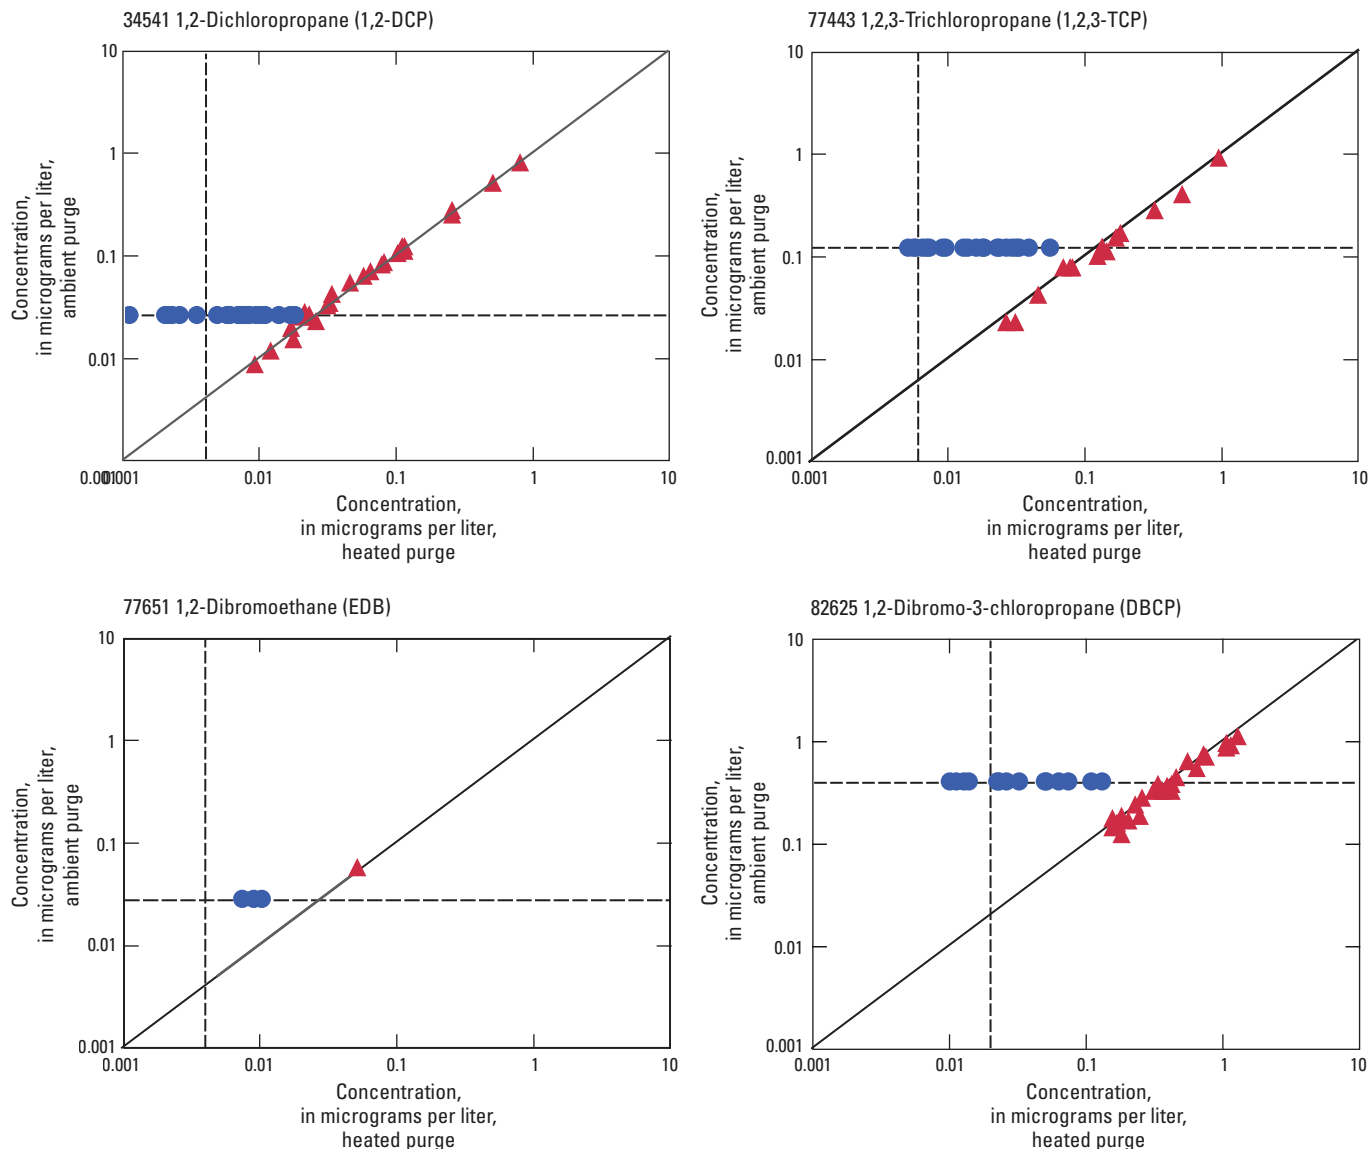 34541 1,2-Dichloropropane (1,2-DCP)
10
1
0.1
0.01
0.001
Concentration,
in micrograms per liter,
ambient purge
0.001
0.01
0.1
1
10
Concentration,
in micrograms per liter,
heated purge
77443 1,2,3-Trichloropropane (1,2,3-TCP)
10
1
0.1
0.01
0.001
Concentration,
in micrograms per liter,
ambient purge
0.001
0.01
0.1
1
10
Concentration,
in micrograms per liter,
heated purge
77651 1,2-Dibromoethane (EDB)
10
1
0.1
0.01
0.001
Concentration,
in micrograms per liter,
ambient purge
0.001
0.01
0.1
1
10
Concentration,
in micrograms per liter,
heated purge
82625 1,2-Dibromo-3-chloropropane (DBCP)
10
1
0.1
0.01
0.001
Concentration,
in micrograms per liter,
ambient purge
0.001
0.01
0.1
1
10
Concentration,
in micrograms per liter,
heated purge